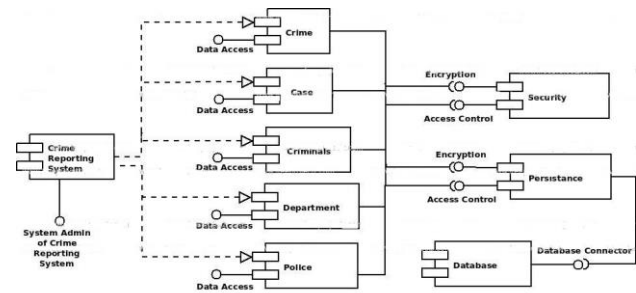 Crime
Data Access
Case
Data Access
Encryption
Security
Access Control
Crime
Reporting
System
Criminals
Data Access
Encryption
Persistance
Access Control
Department
Data Access
System Admin
of Crime
Reporting
System
Police
Data Access
Database Connector
Database